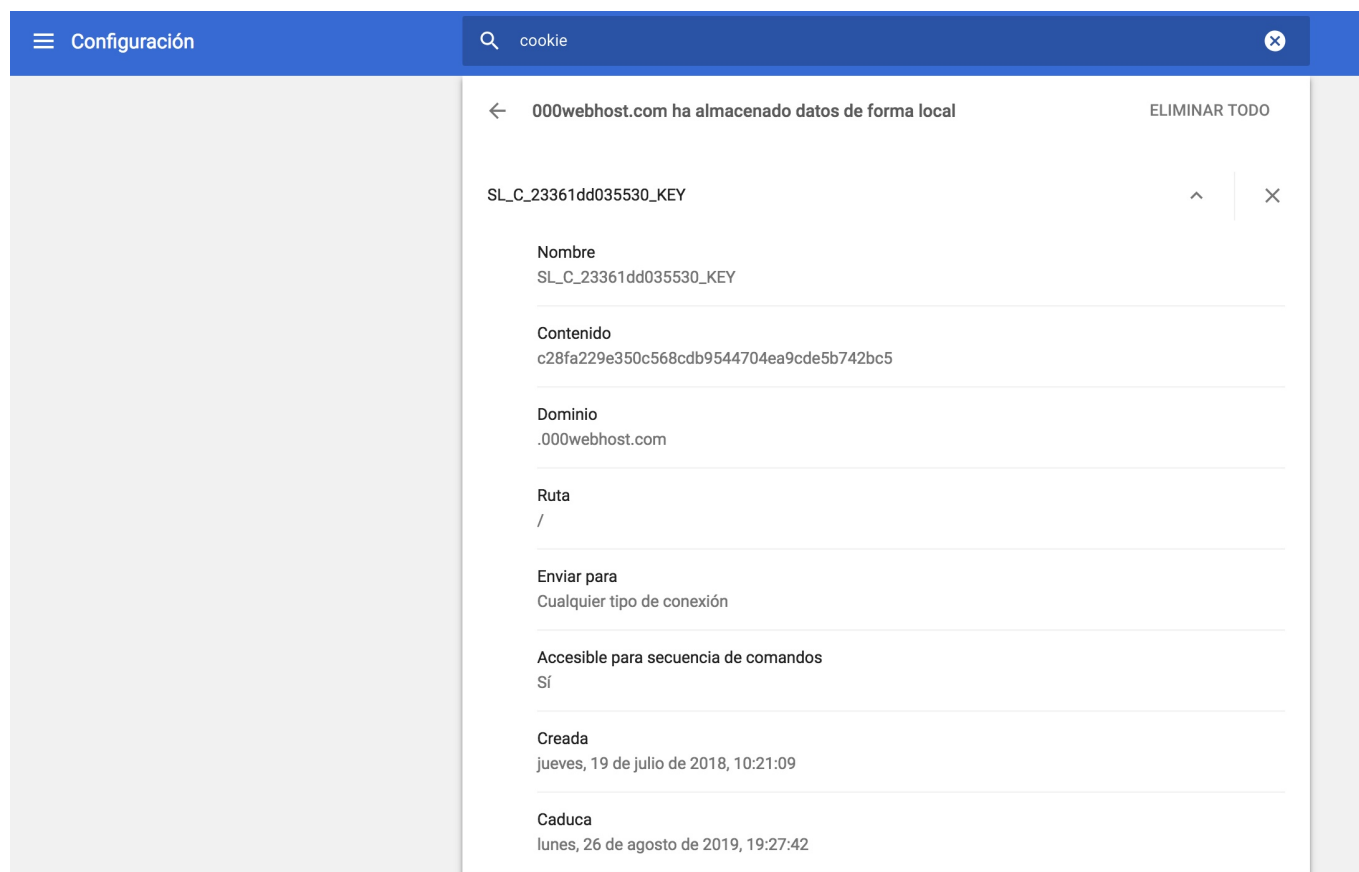 Configuración
cookie
000webhost.com ha almacenado datos de forma local
ELIMINAR TODO
SL_C_23361dd035530_KEY
Nombre
SL_C_23361dd035530_KEY
Contenido
c28fa229e350c568cdb9544704ea9cde5b742bc5
Dominio
.000webhost.com
Ruta
/
Enviar para
Cualquier tipo de conexión
Accesible para secuencia de comandos
Sí
Creada
jueves, 19 de julio de 2018, 10:21:09
Caduca
lunes, 26 de agosto de 2019, 19:27:42